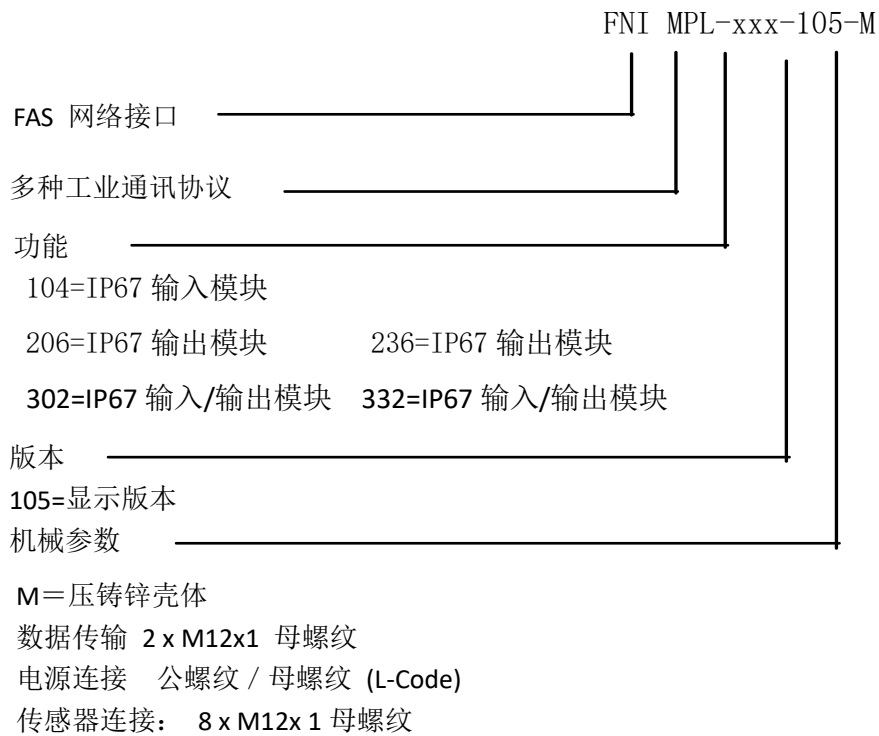 FNI MPL-xxx-105-M
FAS 网络接口
多种工业通讯协议
功能
104=IP67 输入模块
206=IP67 输出模块 236=IP67 输出模块
302=IP67 输入/输出模块 332=IP67 输入/输出模块
版本
105=显示版本
机械参数
M＝压铸锌壳体
数据传输 2 x M12x1 母螺纹
电源连接 公螺纹 / 母螺纹 (L-Code)
传感器连接： 8 x M12x 1 母螺纹